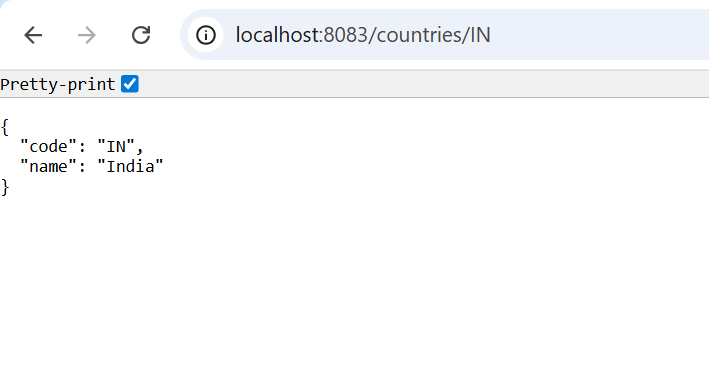 localhost:8083/countries/IN
Pretty-print
{
  "code": "IN",
  "name": "India"
}